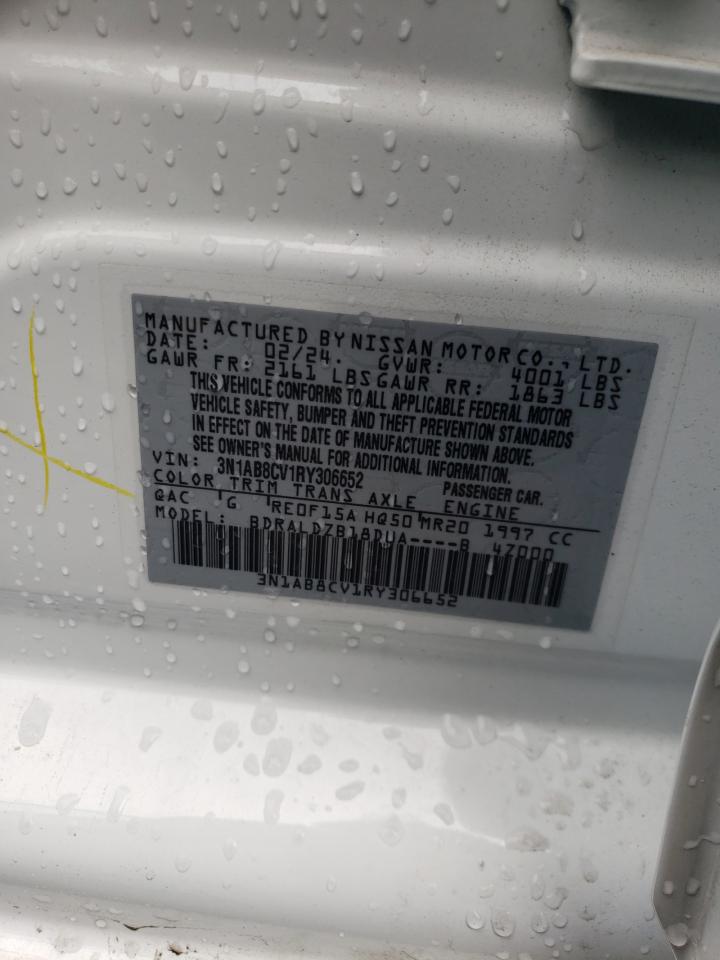 MANUFACTURED BY NISSAN MOTOR CO., LTD.
DATE: 02/24 GVWR: 4001 LBS
GAWR FR: 2161 LBS GAWR RR: 1863 LBS
THIS VEHICLE CONFORMS TO ALL APPLICABLE FEDERAL MOTOR
VEHICLE SAFETY, BUMPER AND THEFT PREVENTION STANDARDS
IN EFFECT ON THE DATE OF MANUFACTURE SHOWN ABOVE.
SEE OWNER'S MANUAL FOR ADDITIONAL INFORMATION.
VIN: 3N1AB8CV1RY306652 PASSENGER CAR.
COLOR TRIM TRANS AXLE ENGINE
QAC G RE0F15A HQ50 MR20 1997 CC
MODEL: BDRALDZB18DUA----B 4Z000
3N1AB8CV1RY306652